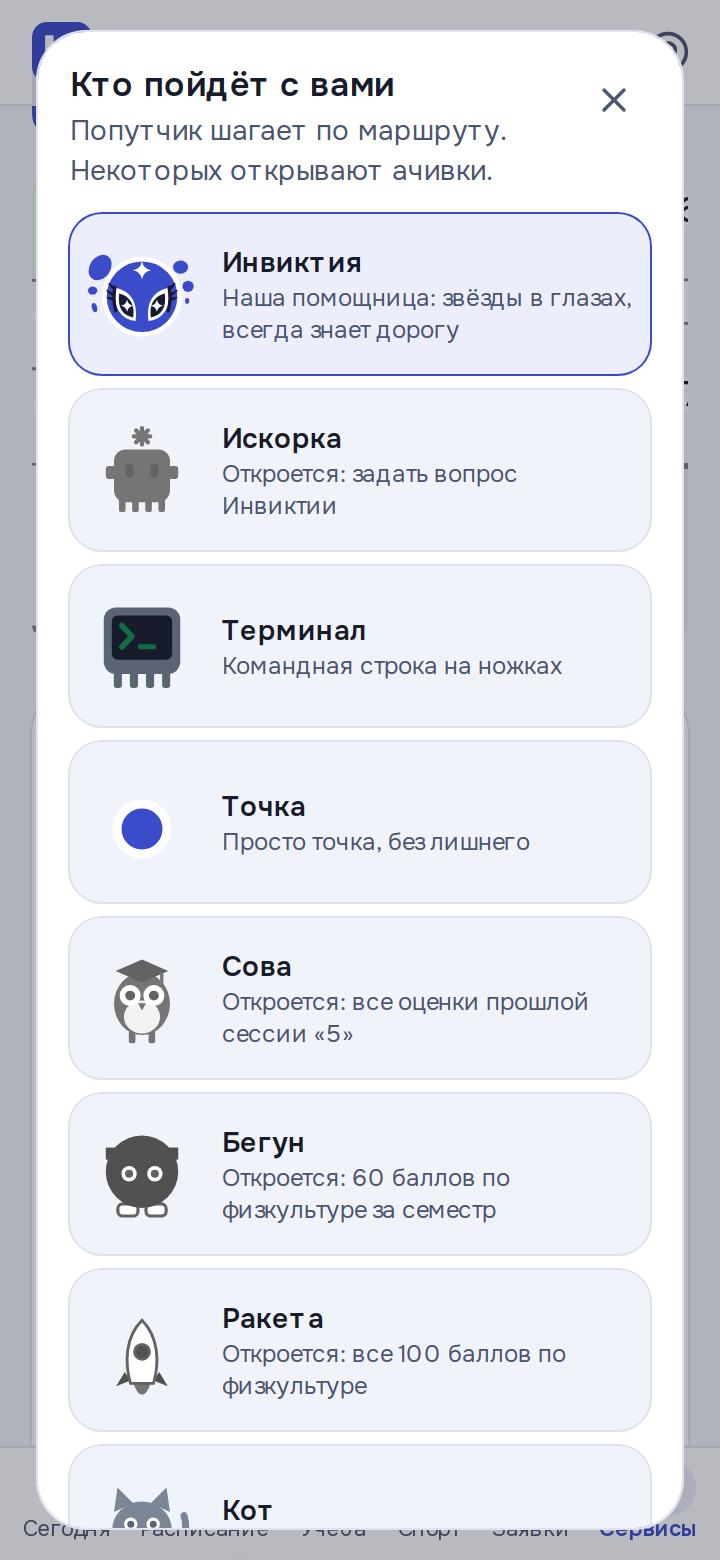 Кто пойдёт с вами
Попутчик шагает по маршруту.
Некоторых открывают ачивки.
Инвиктия
Наша помощница: звёзды в глазах,
всегда знает дорогу
Искорка
Откроется: задать вопрос
Инвиктии
Терминал
Командная строка на ножках
Точка
Просто точка, без лишнего
Сова
Откроется: все оценки прошлой
сессии «5»
Бегун
Откроется: 60 баллов по
физкультуре за семестр
Ракета
Откроется: все 100 баллов по
физкультуре
Кот
Сегодня Расписание Учёба Спорт Заявки Сервисы